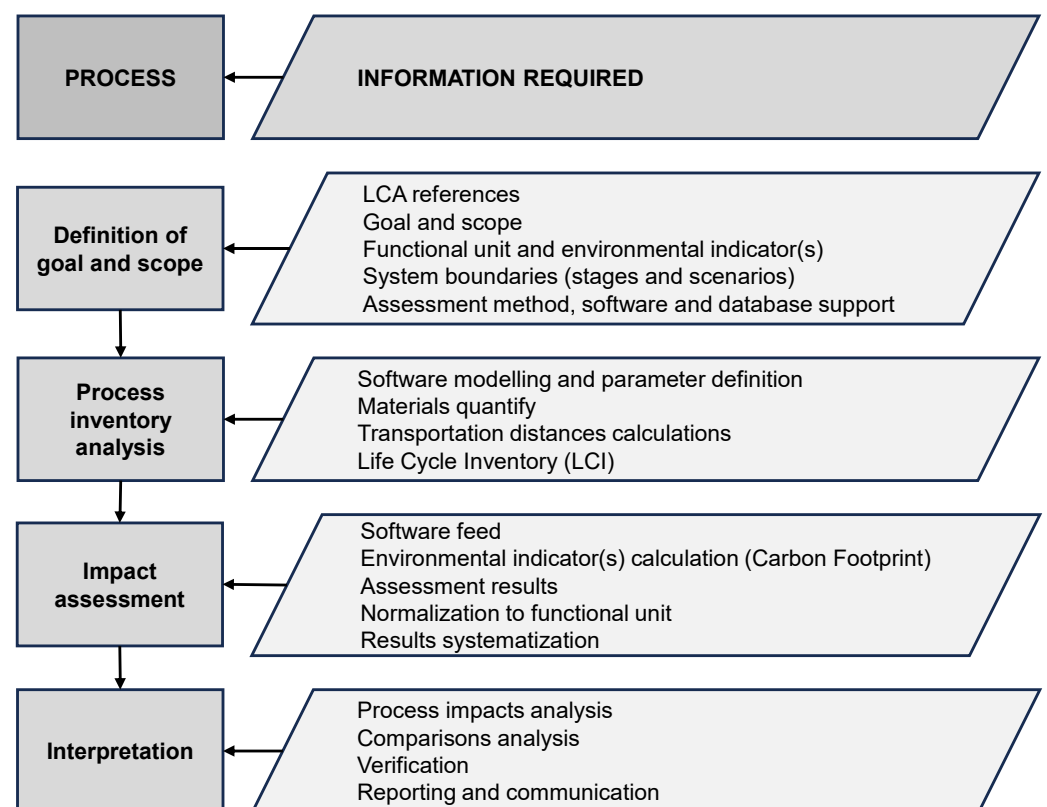 PROCESS
INFORMATION REQUIRED
Definition of
goal and scope
LCA references
Goal and scope
Functional unit and environmental indicator(s)
System boundaries (stages and scenarios)
Assessment method, software and database support
Process
inventory
analysis
Software modelling and parameter definition
Materials quantify
Transportation distances calculations
Life Cycle Inventory (LCI)
Impact
assessment
Software feed
Environmental indicator(s) calculation (Carbon Footprint)
Assessment results
Normalization to functional unit
Results systematization
Interpretation
Process impacts analysis
Comparisons analysis
Verification
Reporting and communication